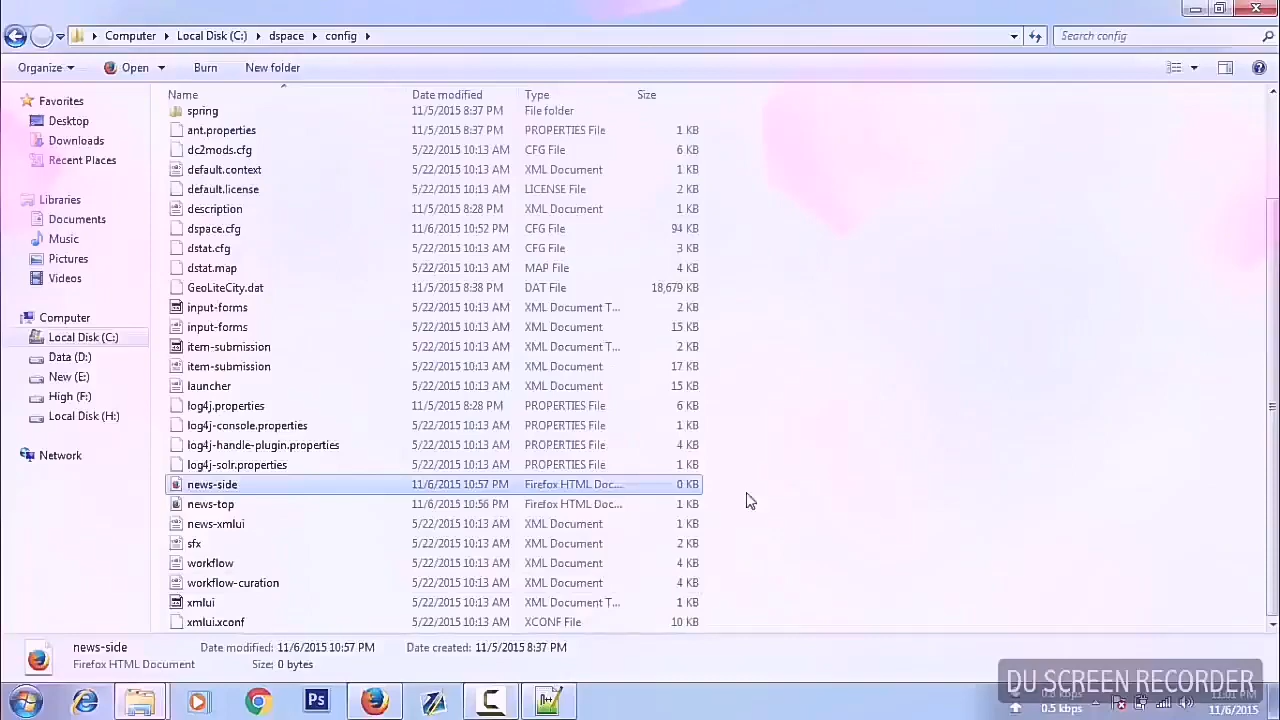 Computer Local Disk (C:) dspace config Search config
Organize Open Burn New folder
Name Date modified Type Size
Favorites
Desktop
Downloads
Recent Places
Libraries
Documents
Music
Pictures
Videos
Computer
Local Disk (C:)
Data (D:)
New (E:)
High (F:)
Local Disk (H:)
Network
spring 11/5/2015 8:37 PM File folder
ant.properties 11/5/2015 8:37 PM PROPERTIES File 1 KB
dc2mods.cfg 5/22/2015 10:13 AM CFG File 6 KB
default.context 5/22/2015 10:13 AM XML Document 1 KB
default.license 5/22/2015 10:13 AM LICENSE File 2 KB
description 11/5/2015 8:28 PM XML Document 1 KB
dspace.cfg 11/6/2015 10:52 PM CFG File 94 KB
dstat.cfg 5/22/2015 10:13 AM CFG File 3 KB
dstat.map 5/22/2015 10:13 AM MAP File 4 KB
GeoLiteCity.dat 11/5/2015 8:38 PM DAT File 18,679 KB
input-forms 5/22/2015 10:13 AM XML Document T... 2 KB
input-forms 5/22/2015 10:13 AM XML Document 15 KB
item-submission 5/22/2015 10:13 AM XML Document T... 2 KB
item-submission 5/22/2015 10:13 AM XML Document 17 KB
launcher 5/22/2015 10:13 AM XML Document 15 KB
log4j.properties 11/5/2015 8:28 PM PROPERTIES File 6 KB
log4j-console.properties 5/22/2015 10:13 AM PROPERTIES File 1 KB
log4j-handle-plugin.properties 5/22/2015 10:13 AM PROPERTIES File 4 KB
log4j-solr.properties 5/22/2015 10:13 AM PROPERTIES File 1 KB
news-side 11/6/2015 10:57 PM Firefox HTML Doc... 0 KB
news-top 11/6/2015 10:56 PM Firefox HTML Doc... 1 KB
news-xmlui 5/22/2015 10:13 AM XML Document 1 KB
sfx 5/22/2015 10:13 AM XML Document 2 KB
workflow 5/22/2015 10:13 AM XML Document 4 KB
workflow-curation 5/22/2015 10:13 AM XML Document 4 KB
xmlui 5/22/2015 10:13 AM XML Document T... 1 KB
xmlui.xconf 5/22/2015 10:13 AM XCONF File 10 KB
news-side Date modified: 11/6/2015 10:57 PM Date created: 11/5/2015 8:37 PM
Firefox HTML Document Size: 0 bytes
DU SCREEN RECORDER
Ps 11:01 PM
0.5 kbps 11/6/2015